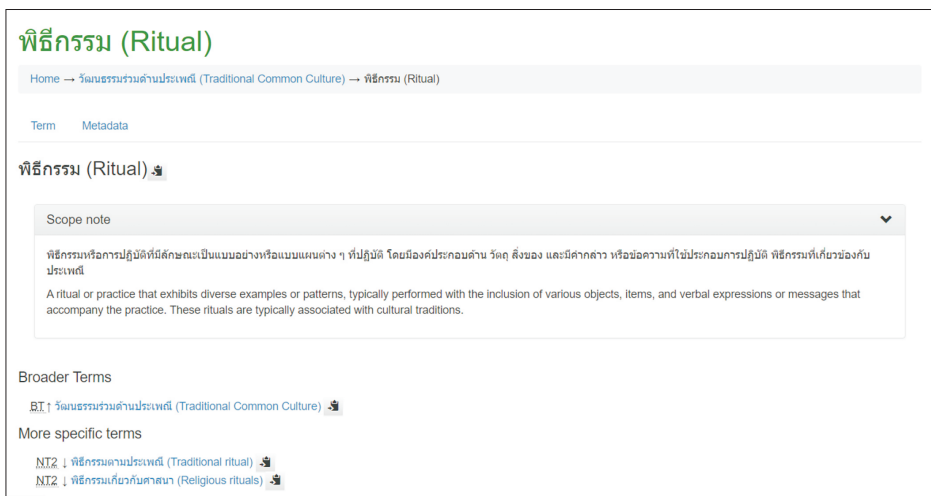 พิธีกรรม (Ritual)
Home → วัฒนธรรมร่วมด้านประเพณี (Traditional Common Culture) → พิธีกรรม (Ritual)
Term Metadata
พิธีกรรม (Ritual)
Scope note
พิธีกรรมหรือการปฏิบัติที่มีลักษณะเป็นแบบอย่างหรือแบบแผนต่าง ๆ ที่ปฏิบัติ โดยมีองค์ประกอบด้าน วัตถุ สิ่งของ และมีคำกล่าว หรือข้อความที่ใช้ประกอบการปฏิบัติ พิธีกรรมที่เกี่ยวข้องกับ
ประเพณี
A ritual or practice that exhibits diverse examples or patterns, typically performed with the inclusion of various objects, items, and verbal expressions or messages that
accompany the practice. These rituals are typically associated with cultural traditions.
Broader Terms
BT↑ วัฒนธรรมร่วมด้านประเพณี (Traditional Common Culture)
More specific terms
NT2 ↓ พิธีกรรมตามประเพณี (Traditional ritual)
NT2 ↓ พิธีกรรมเกี่ยวกับศาสนา (Religious rituals)